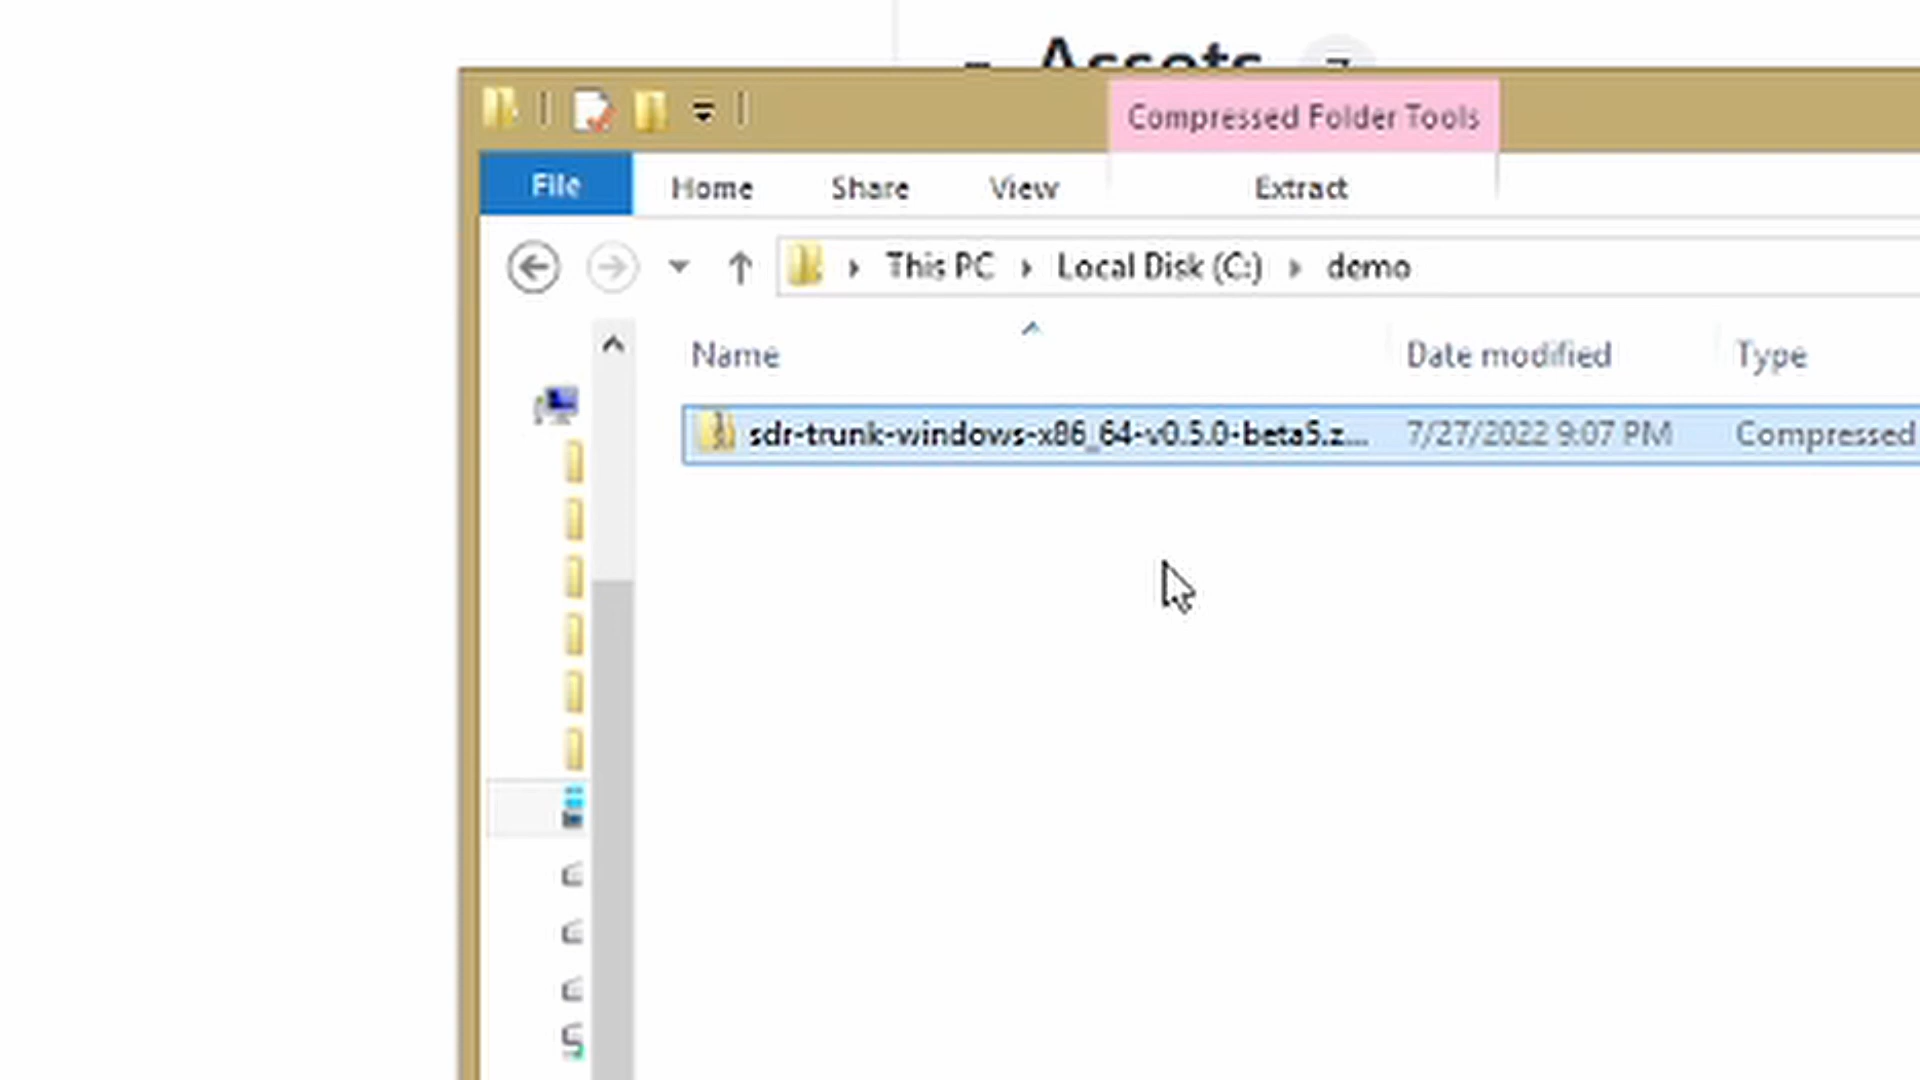 Assets 7
Compressed Folder Tools
File Home Share View Extract
This PC Local Disk (C:) demo
Name Date modified Type
sdr-trunk-windows-x86_64-v0.5.0-beta5.z... 7/27/2022 9:07 PM Compressed